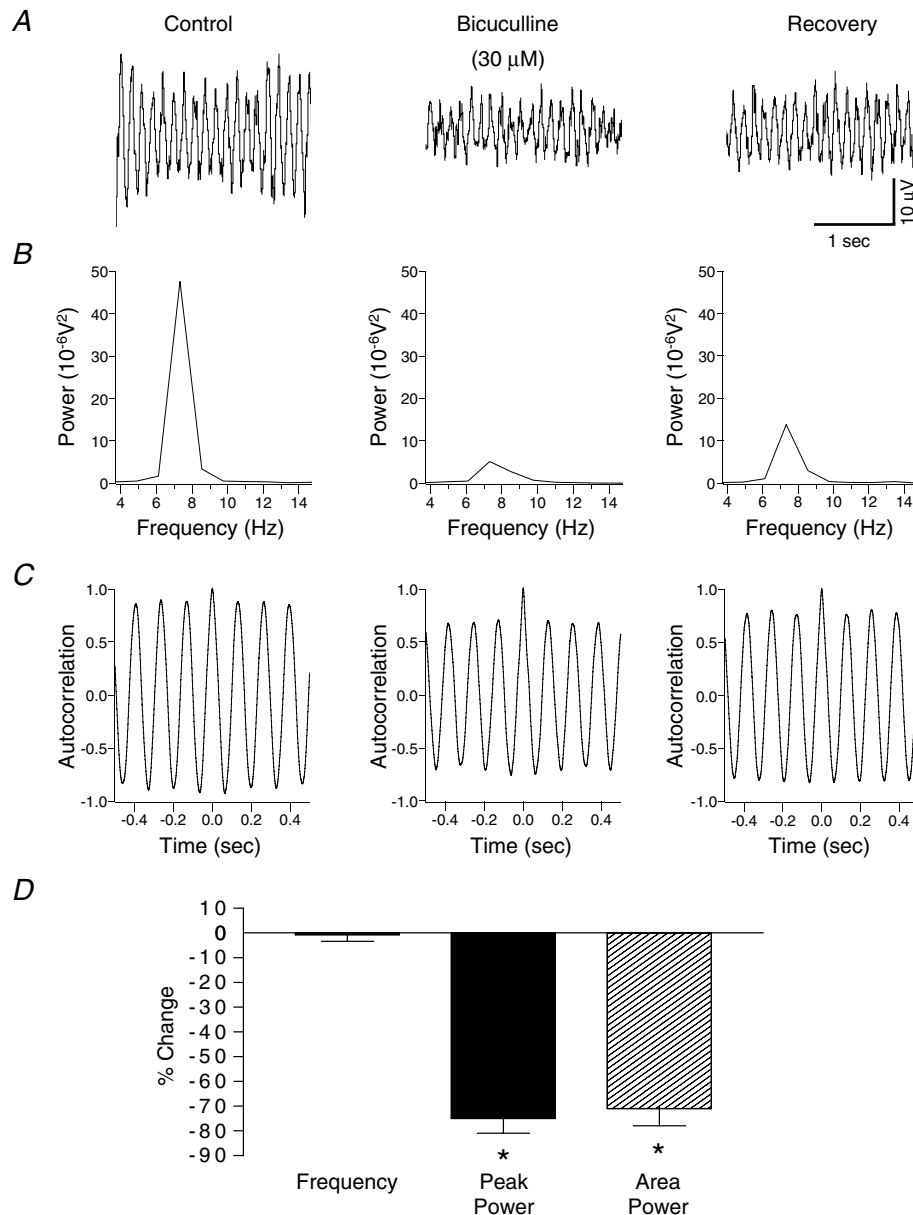 A
Control
Bicuculline
(30 μM)
Recovery
10 μV
1 sec
B
Power (10⁻⁶V²)
50
40
30
20
10
0
4 6 8 10 12 14
Frequency (Hz)
Power (10⁻⁶V²)
50
40
30
20
10
0
4 6 8 10 12 14
Frequency (Hz)
Power (10⁻⁶V²)
50
40
30
20
10
0
4 6 8 10 12 14
Frequency (Hz)
C
Autocorrelation
1.0
0.5
0.0
-0.5
-1.0
-0.4 -0.2 0.0 0.2 0.4
Time (sec)
Autocorrelation
1.0
0.5
0.0
-0.5
-1.0
-0.4 -0.2 0.0 0.2 0.4
Time (sec)
Autocorrelation
1.0
0.5
0.0
-0.5
-1.0
-0.4 -0.2 0.0 0.2 0.4
Time (sec)
D
% Change
10
0
-10
-20
-30
-40
-50
-60
-70
-80
-90
* *
Frequency Peak Area
Power Power